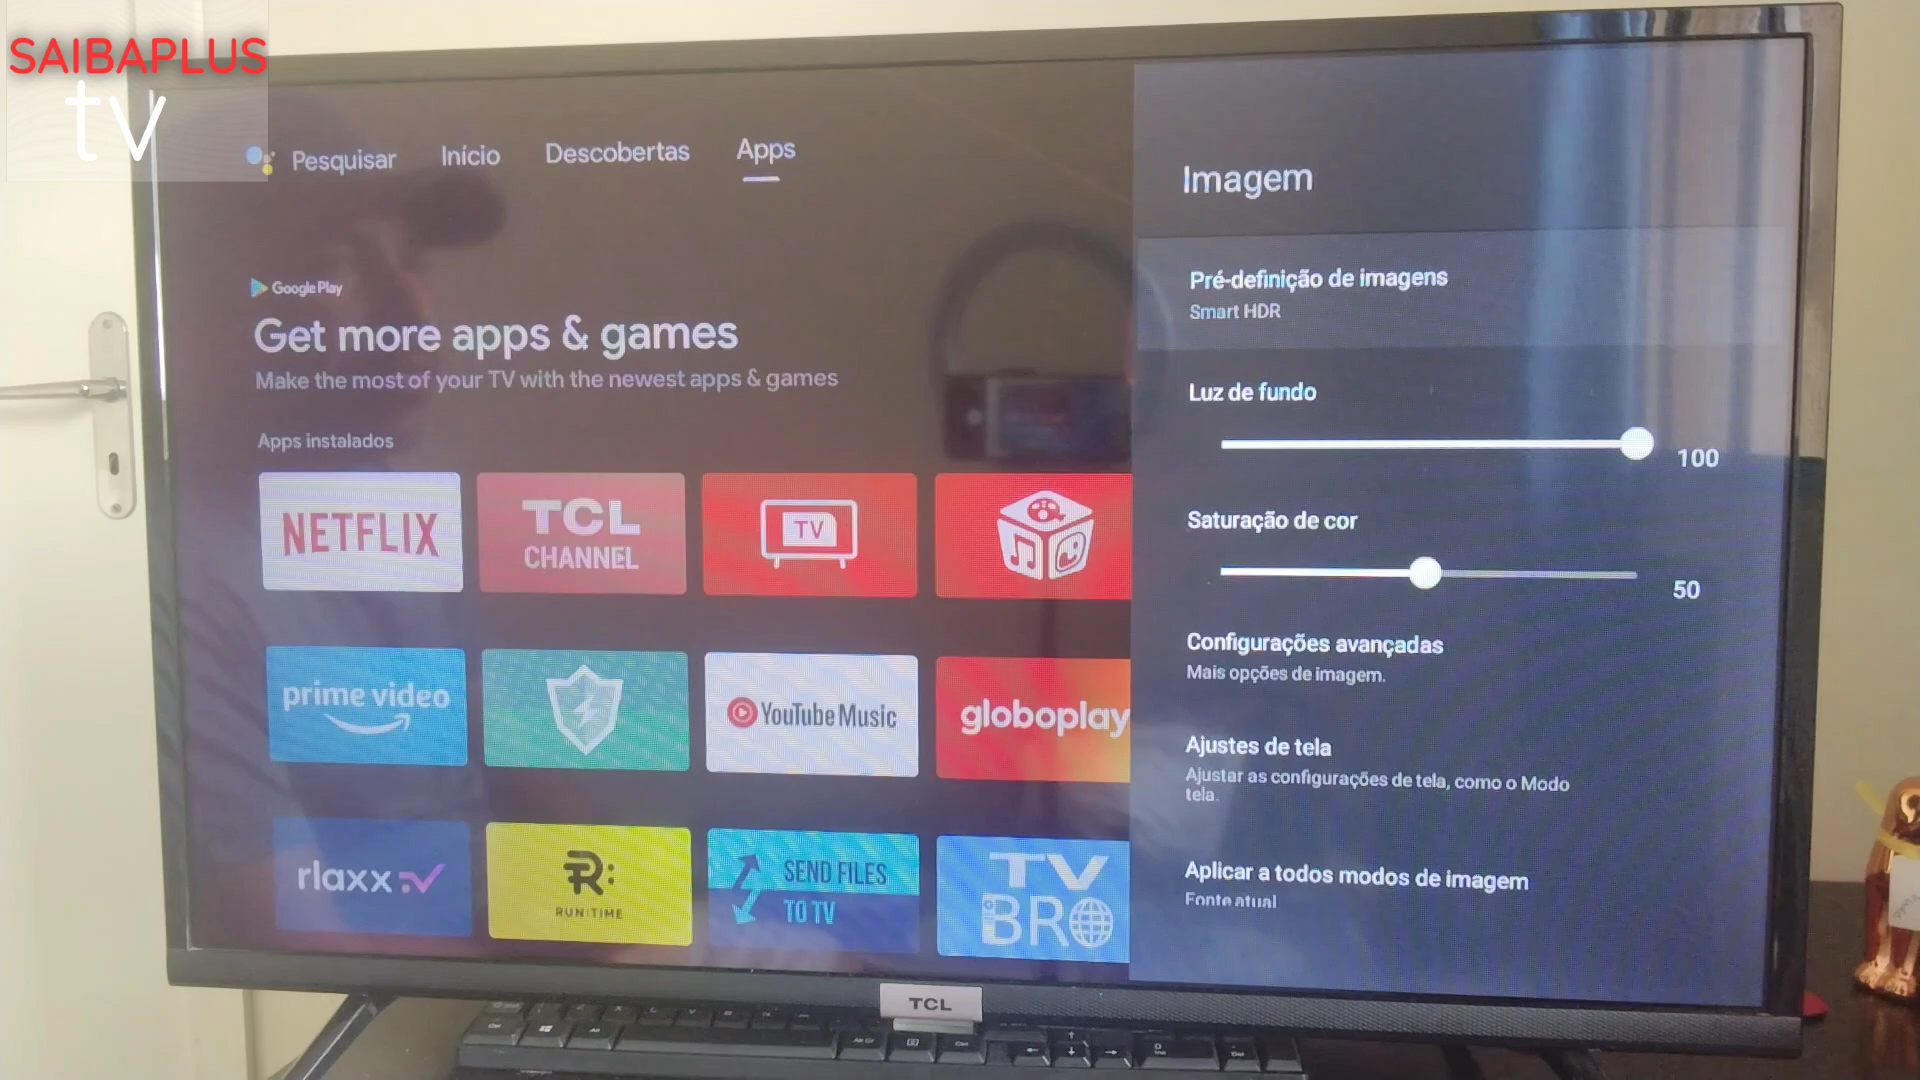 SAIBAPLUS
tv
Pesquisar Início Descobertas Apps
Google Play
Get more apps & games
Make the most of your TV with the newest apps & games
Apps instalados
NETFLIX
TCL
CHANNEL
TV
prime video
YouTube Music
globoplay
rlaxx
R:
RUN:TIME
SEND FILES
TO TV
TV
BRO
Imagem
Pré-definição de imagens
Smart HDR
Luz de fundo
100
Saturação de cor
50
Configurações avançadas
Mais opções de imagem.
Ajustes de tela
Ajustar as configurações de tela, como o Modo
tela.
Aplicar a todos modos de imagem
Fonte atual
TCL